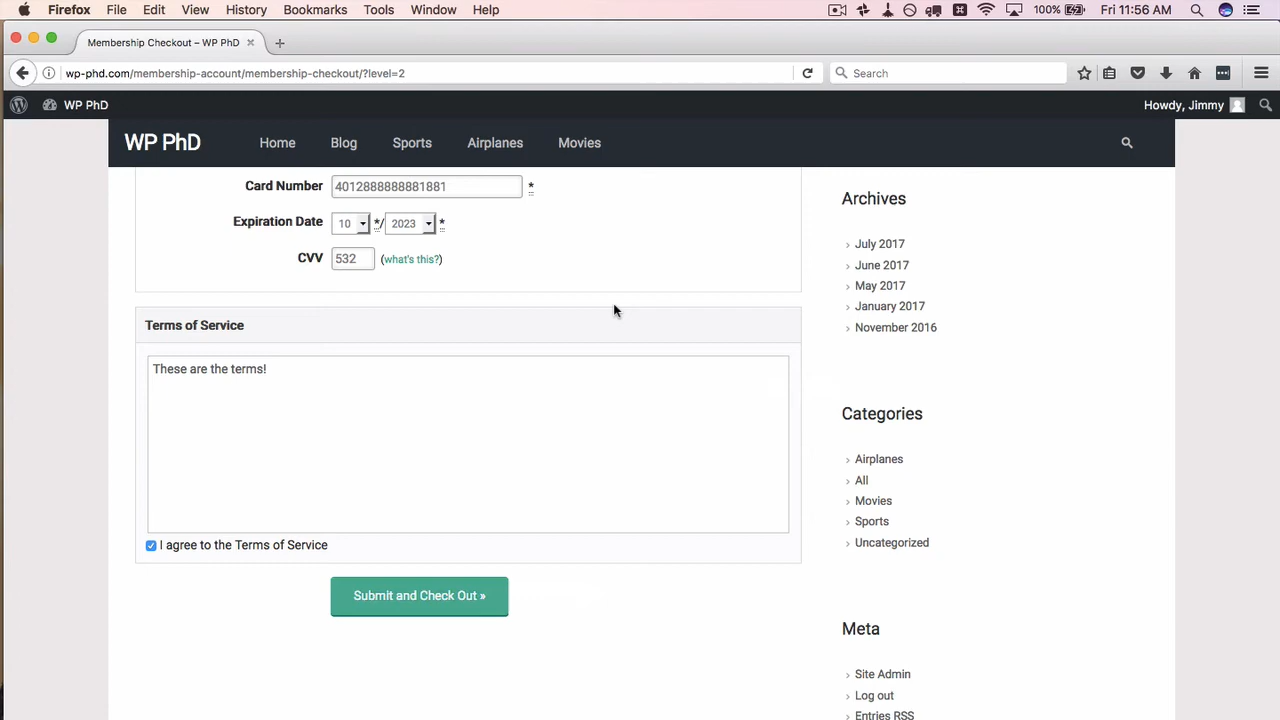 Firefox File Edit View History Bookmarks Tools Window Help 100% Fri 11:56 AM
Membership Checkout – WP PhD
wp-phd.com/membership-account/membership-checkout/?level=2
Search
WP PhD
Howdy, Jimmy
WP PhD Home Blog Sports Airplanes Movies
Card Number 4012888888881881 *
Expiration Date 10 */ 2023 *
CVV 532 (what's this?)
Terms of Service
These are the terms!
I agree to the Terms of Service
Submit and Check Out »
Archives
› July 2017
› June 2017
› May 2017
› January 2017
› November 2016
Categories
› Airplanes
› All
› Movies
› Sports
› Uncategorized
Meta
› Site Admin
› Log out
› Entries RSS